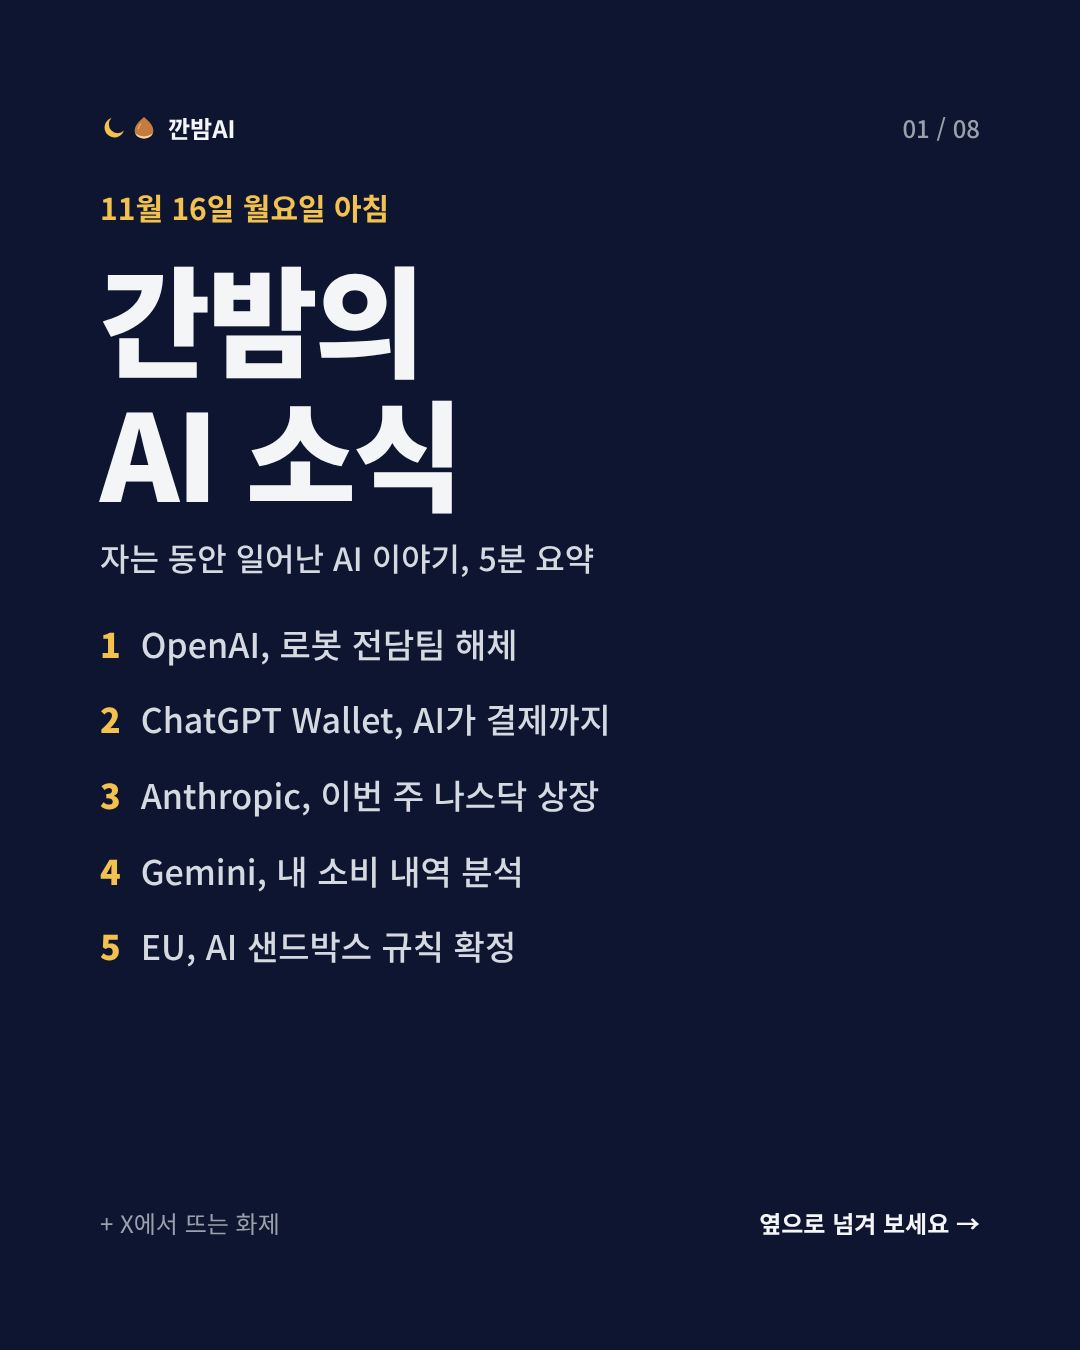 깐밤AI
01 / 08
11월 16일 월요일 아침
간밤의
AI 소식
자는 동안 일어난 AI 이야기, 5분 요약
1 OpenAI, 로봇 전담팀 해체
2 ChatGPT Wallet, AI가 결제까지
3 Anthropic, 이번 주 나스닥 상장
4 Gemini, 내 소비 내역 분석
5 EU, AI 샌드박스 규칙 확정
+ X에서 뜨는 화제
옆으로 넘겨 보세요 →